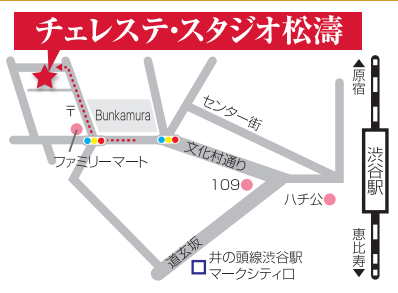 チェレステ・スタジオ松濤
▲原宿
〒
Bunkamura
センター街
ファミリーマート
文化村通り
渋谷駅
109
ハチ公
道玄坂
井の頭線渋谷駅
マークシティ口
恵比寿▼